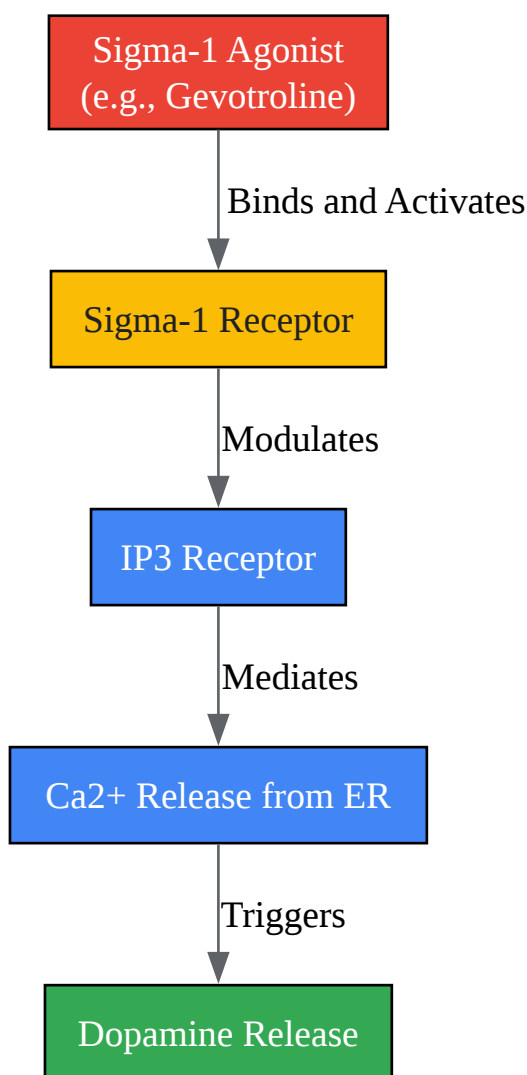 Sigma-1 Agonist
(e.g., Gevotroline)
Binds and Activates
Sigma-1 Receptor
Modulates
IP3 Receptor
Mediates
Ca2+ Release from ER
Triggers
Dopamine Release